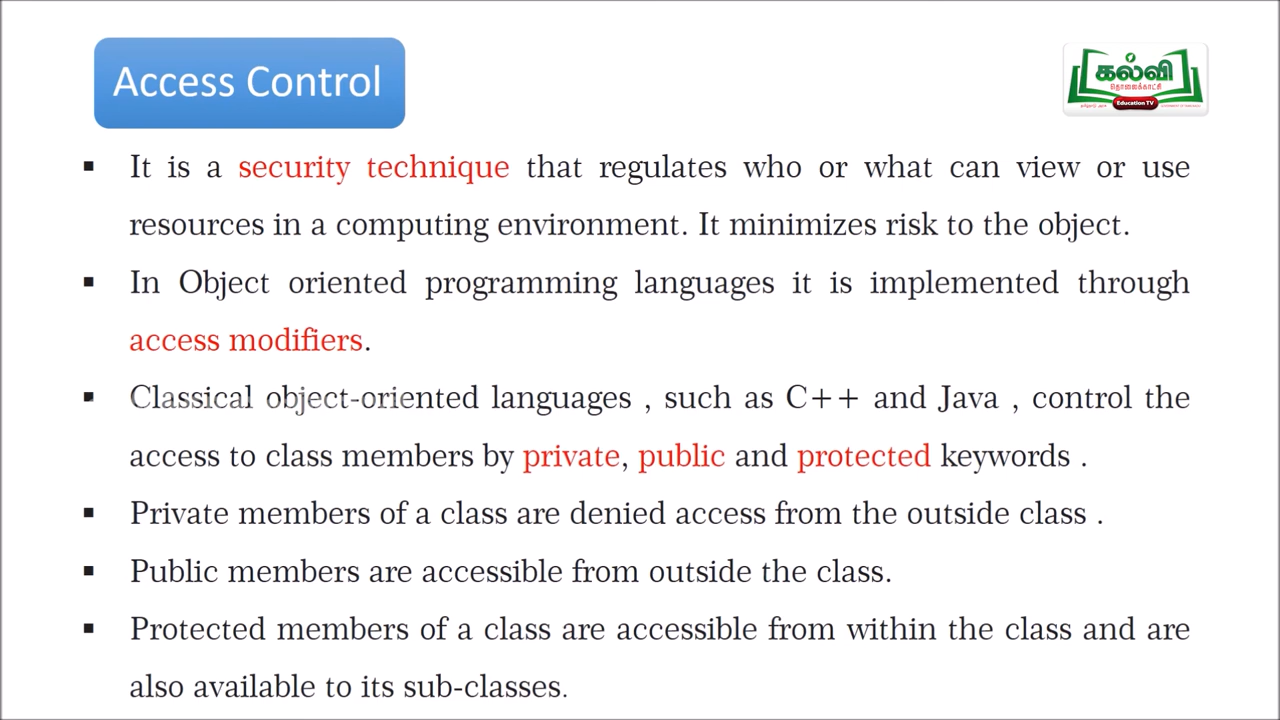 Access Control
கல்வி
தொலைக்காட்சி
Education TV
▪ It is a security technique that regulates who or what can view or use
resources in a computing environment. It minimizes risk to the object.
▪ In Object oriented programming languages it is implemented through
access modifiers.
▪ Classical object-oriented languages , such as C++ and Java , control the
access to class members by private, public and protected keywords .
▪ Private members of a class are denied access from the outside class .
▪ Public members are accessible from outside the class.
▪ Protected members of a class are accessible from within the class and are
also available to its sub-classes.